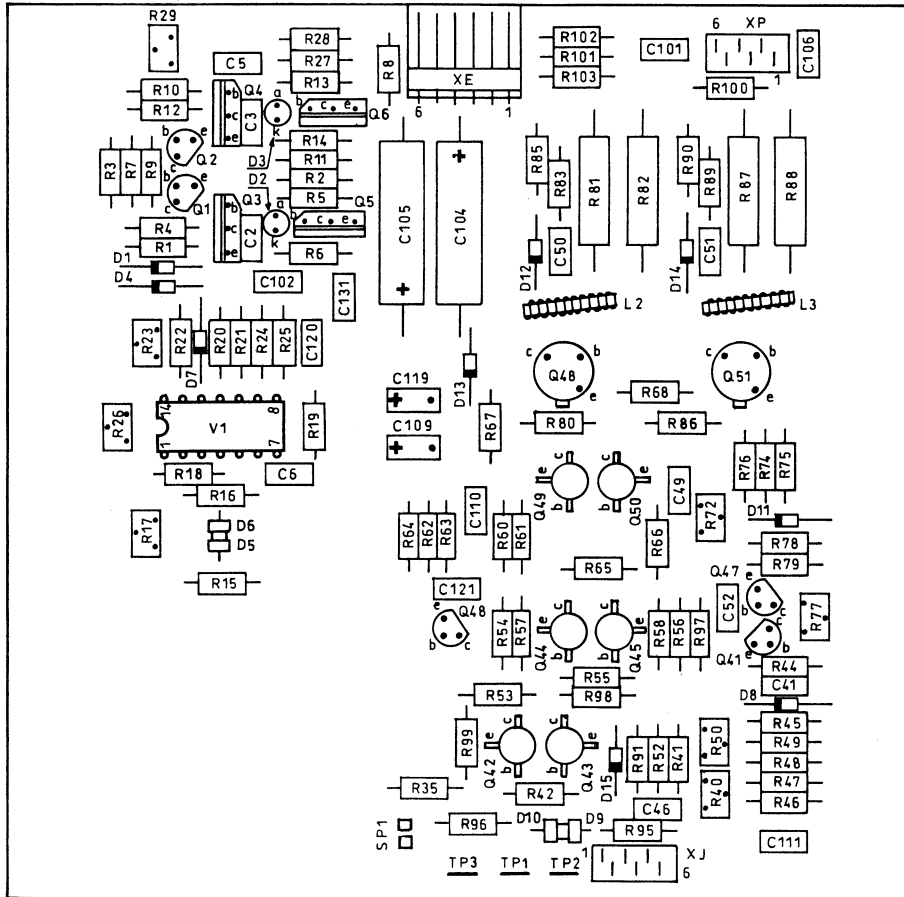 R29
R28
R27
R13
C5
R8
XE
6
1
R102
R101
R103
C101
6 XP
1
C106
R100
R10
R12
Q4
b
c
e
C3
a
k
b c e
Q6
D3
D2
R14
R11
R2
R5
b
e
c
Q2
b
e
c
Q1
R3
R7
R9
R4
R1
D1
D4
Q3
b
c
e
C2
a
k
b c e
Q5
R6
C102
C131
C105
+
C104
+
R85
R83
R81
R82
R90
R89
R87
R88
D12
C50
D14
C51
L2
L3
R23
R22
D7
R20
R21
R24
R25
C120
D13
C119
+
C109
+
R67
c
b
Q48
e
R68
c
b
Q51
e
R80
R86
R26
14
8
V1
1
7
R19
R18
C6
R16
R17
D6
D5
R15
R64
R62
R63
C110
R60
R61
c
e
b
Q49
c
e
b
Q50
C49
R66
R72
R76
R74
R75
D11
R78
R79
R65
C121
e
Q48
b
c
R54
R57
c
e
b
Q44
c
e
b
Q45
R58
R56
R97
Q47
e
b
c
C52
R77
c
e
b
Q41
R44
C41
D8
R45
R49
R48
R47
R46
R55
R98
R53
R99
c
e
b
Q42
c
e
b
Q43
D15
R91
R52
R41
R50
R40
R35
R42
C46
R96
D10
D9
R95
C111
SP1
TP3
TP1
TP2
1
XJ
6